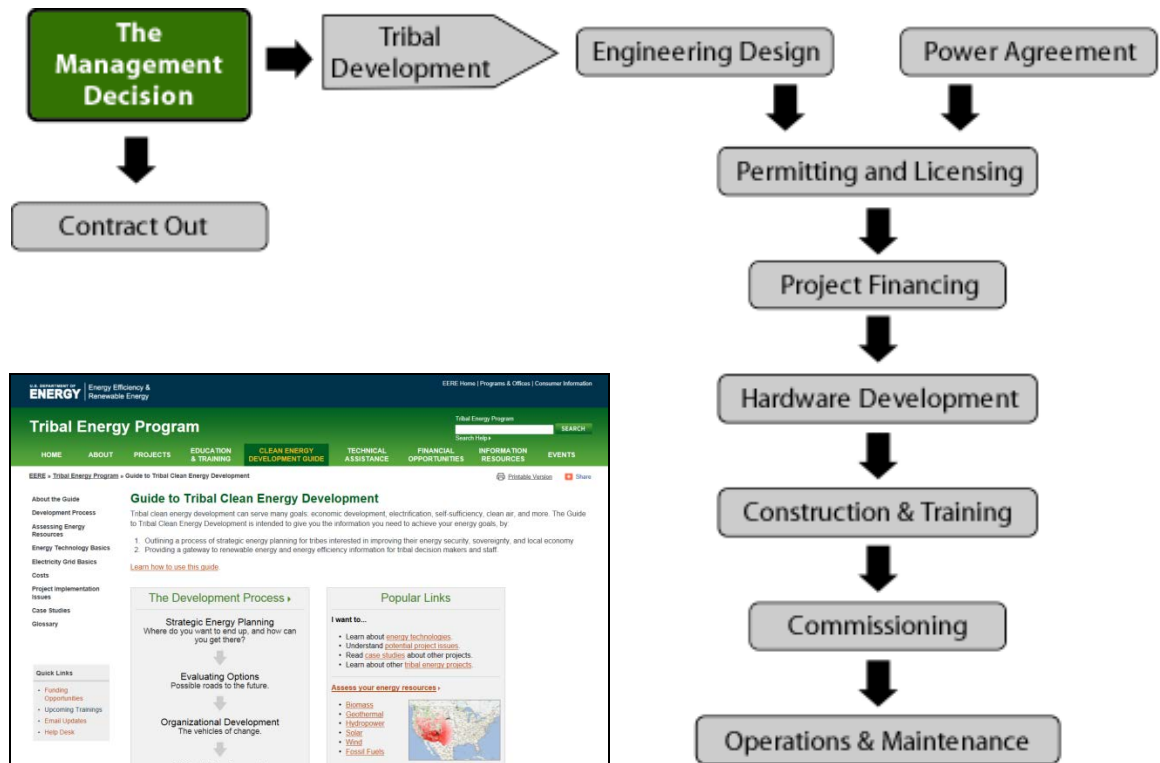 The
Management
Decision
Tribal
Development
Engineering Design
Power Agreement
Contract Out
Permitting and Licensing
Project Financing
Hardware Development
Construction & Training
Commissioning
Operations & Maintenance
U.S. DEPARTMENT OF
ENERGY
Energy Efficiency &
Renewable Energy
EERE Home | Programs & Offices | Consumer Information
Tribal Energy Program
Tribal Energy Program
SEARCH
Search Help
HOME
ABOUT
PROJECTS
EDUCATION
& TRAINING
CLEAN ENERGY
DEVELOPMENT GUIDE
TECHNICAL
ASSISTANCE
FINANCIAL
OPPORTUNITIES
INFORMATION
RESOURCES
EVENTS
EERE » Tribal Energy Program » Guide to Tribal Clean Energy Development
Printable Version
Share
About the Guide
Development Process
Assessing Energy
Resources
Energy Technology Basics
Electricity Grid Basics
Costs
Project Implementation
Issues
Case Studies
Glossary
Quick Links
• Funding
Opportunities
• Upcoming Trainings
• Email Updates
• Help Desk
Guide to Tribal Clean Energy Development
Tribal clean energy development can serve many goals: economic development, electrification, self-sufficiency, clean air, and more. The Guide
to Tribal Clean Energy Development is intended to give you the information you need to achieve your energy goals, by:
1. Outlining a process of strategic energy planning for tribes interested in improving their energy security, sovereignty, and local economy
2. Providing a gateway to renewable energy and energy efficiency information for tribal decision makers and staff.
Learn how to use this guide.
The Development Process
Strategic Energy Planning
Where do you want to end up, and how can
you get there?
Evaluating Options
Possible roads to the future.
Organizational Development
The vehicles of change.
Popular Links
I want to...
• Learn about energy technologies.
• Understand potential project issues.
• Read case studies about other projects.
• Learn about other tribal energy projects.
Assess your energy resources
• Biomass
• Geothermal
• Hydropower
• Solar
• Wind
• Fossil Fuels